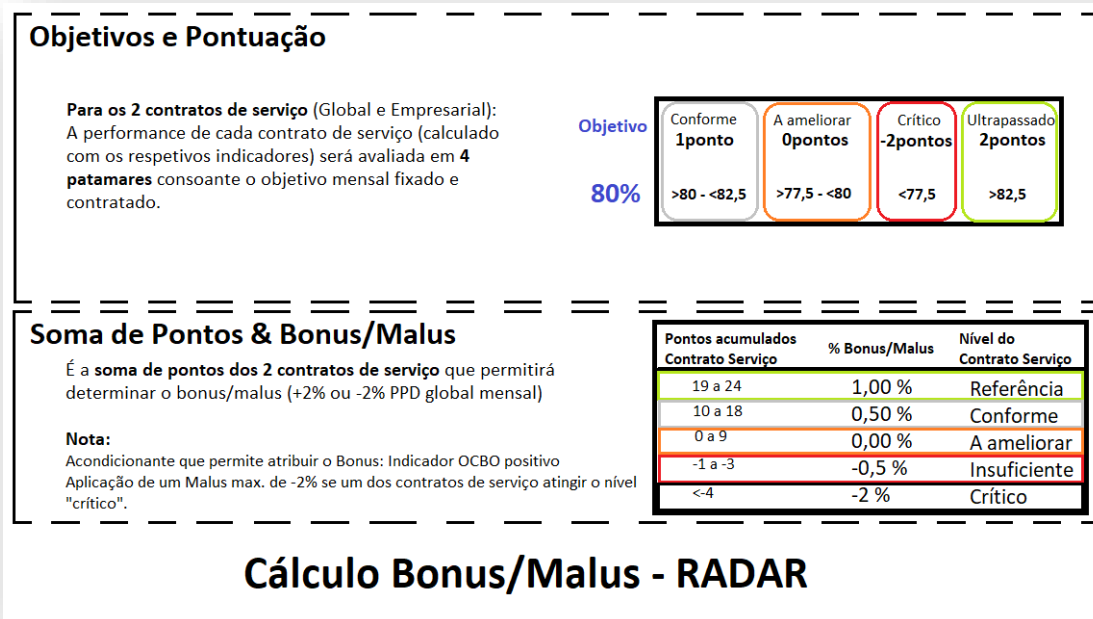 Objetivos e Pontuação
Para os 2 contratos de serviço (Global e Empresarial):
A performance de cada contrato de serviço (calculado
com os respetivos indicadores) será avaliada em 4
patamares consoante o objetivo mensal fixado e
contratado.
Objetivo
80%
Conforme
1ponto
>80 - <82,5
A ameliorar
0pontos
>77,5 - <80
Crítico
-2pontos
<77,5
Ultrapassado
2pontos
>82,5
Soma de Pontos & Bonus/Malus
É a soma de pontos dos 2 contratos de serviço que permitirá
determinar o bonus/malus (+2% ou -2% PPD global mensal)
Nota:
Acondicionante que permite atribuir o Bonus: Indicador OCBO positivo
Aplicação de um Malus max. de -2% se um dos contratos de serviço atingir o nível
"crítico".
Pontos acumulados
Contrato Serviço
% Bonus/Malus
Nível do
Contrato Serviço
19 a 24 1,00 % Referência
10 a 18 0,50 % Conforme
0 a 9 0,00 % A ameliorar
-1 a -3 -0,5 % Insuficiente
<-4 -2 % Crítico
Cálculo Bonus/Malus - RADAR